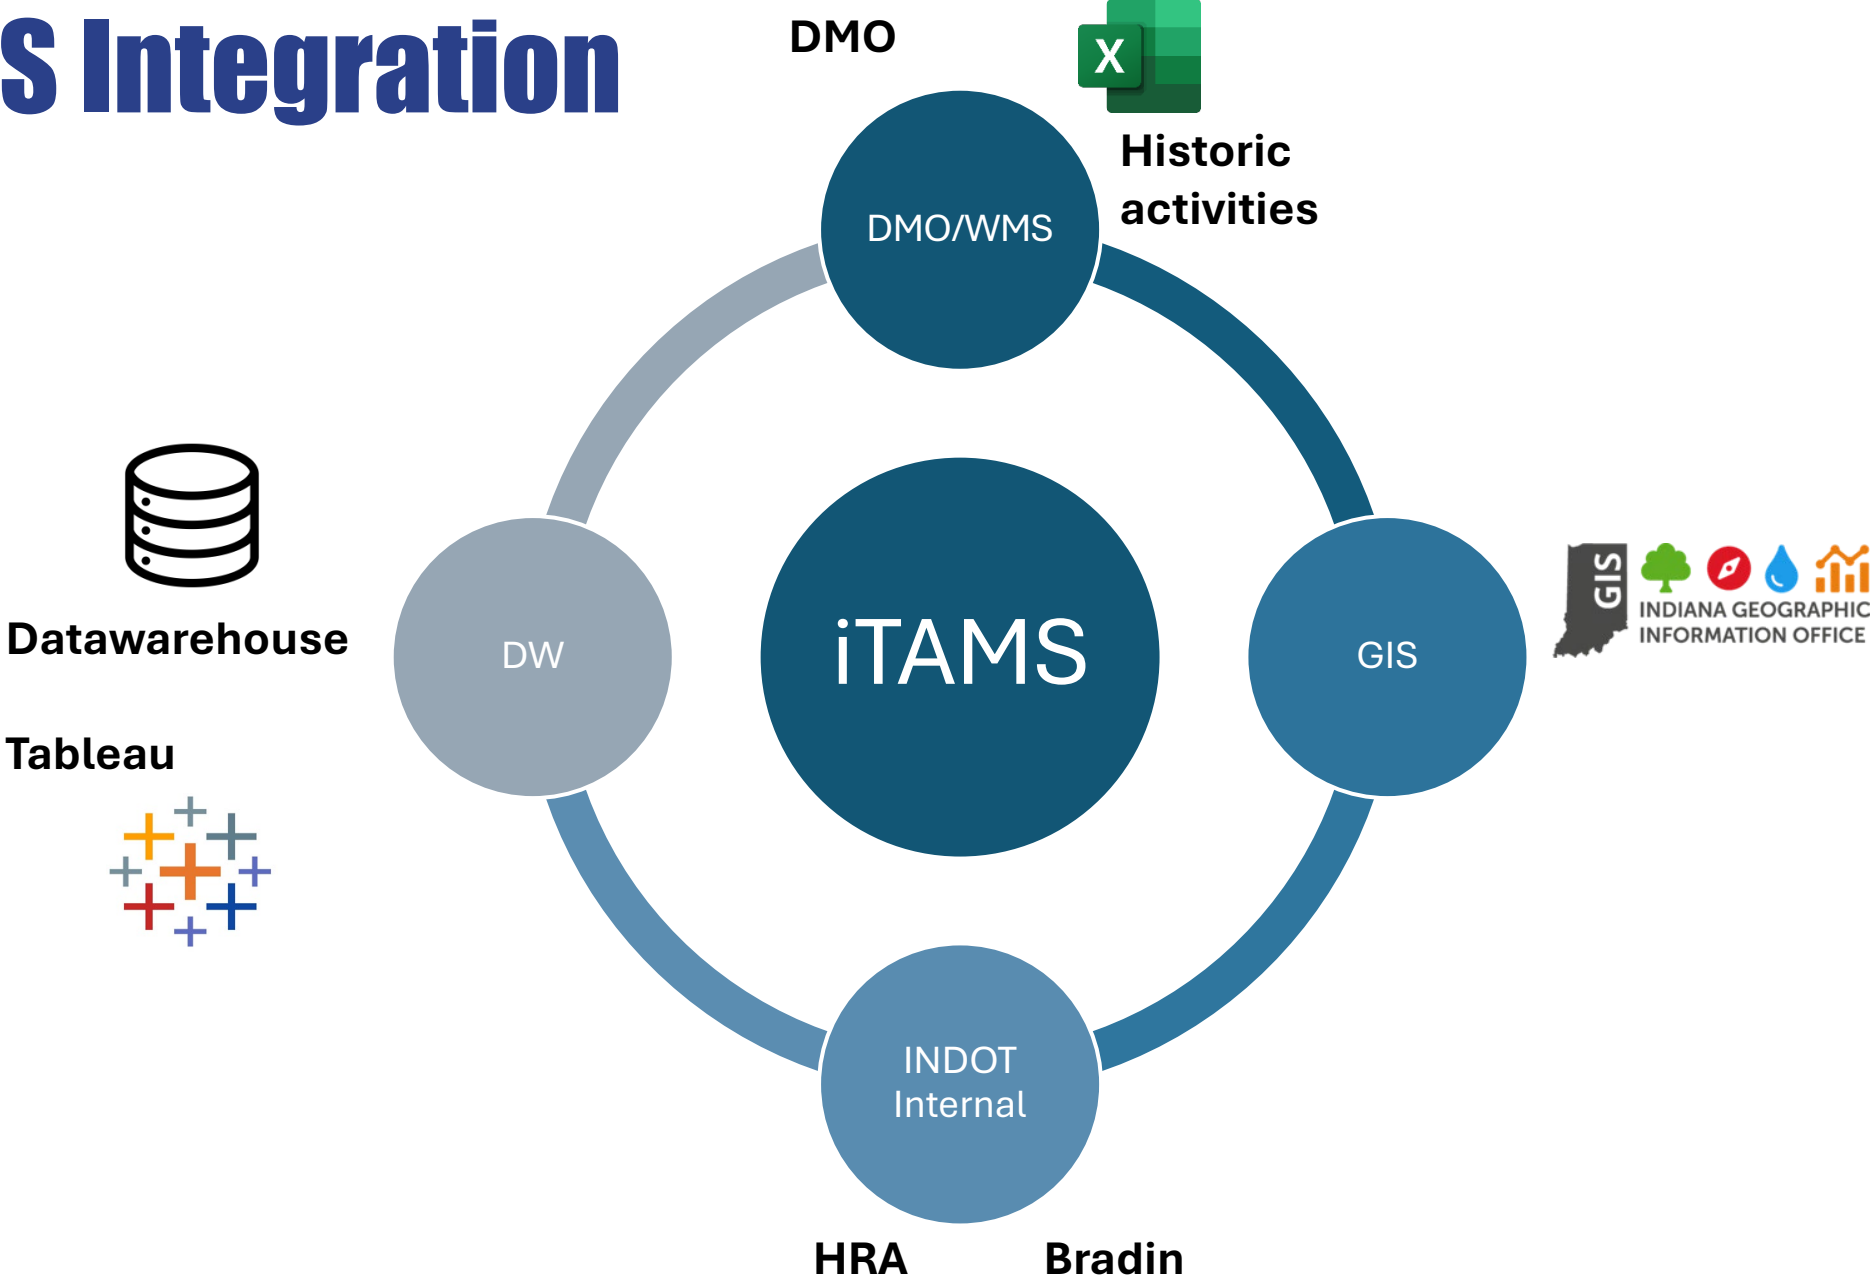 S Integration
DMO
X
Historic
activities
DMO/WMS
Datawarehouse
DW
iTAMS
GIS
GIS
INDIANA GEOGRAPHIC
INFORMATION OFFICE
Tableau
INDOT
Internal
HRA
Bradin